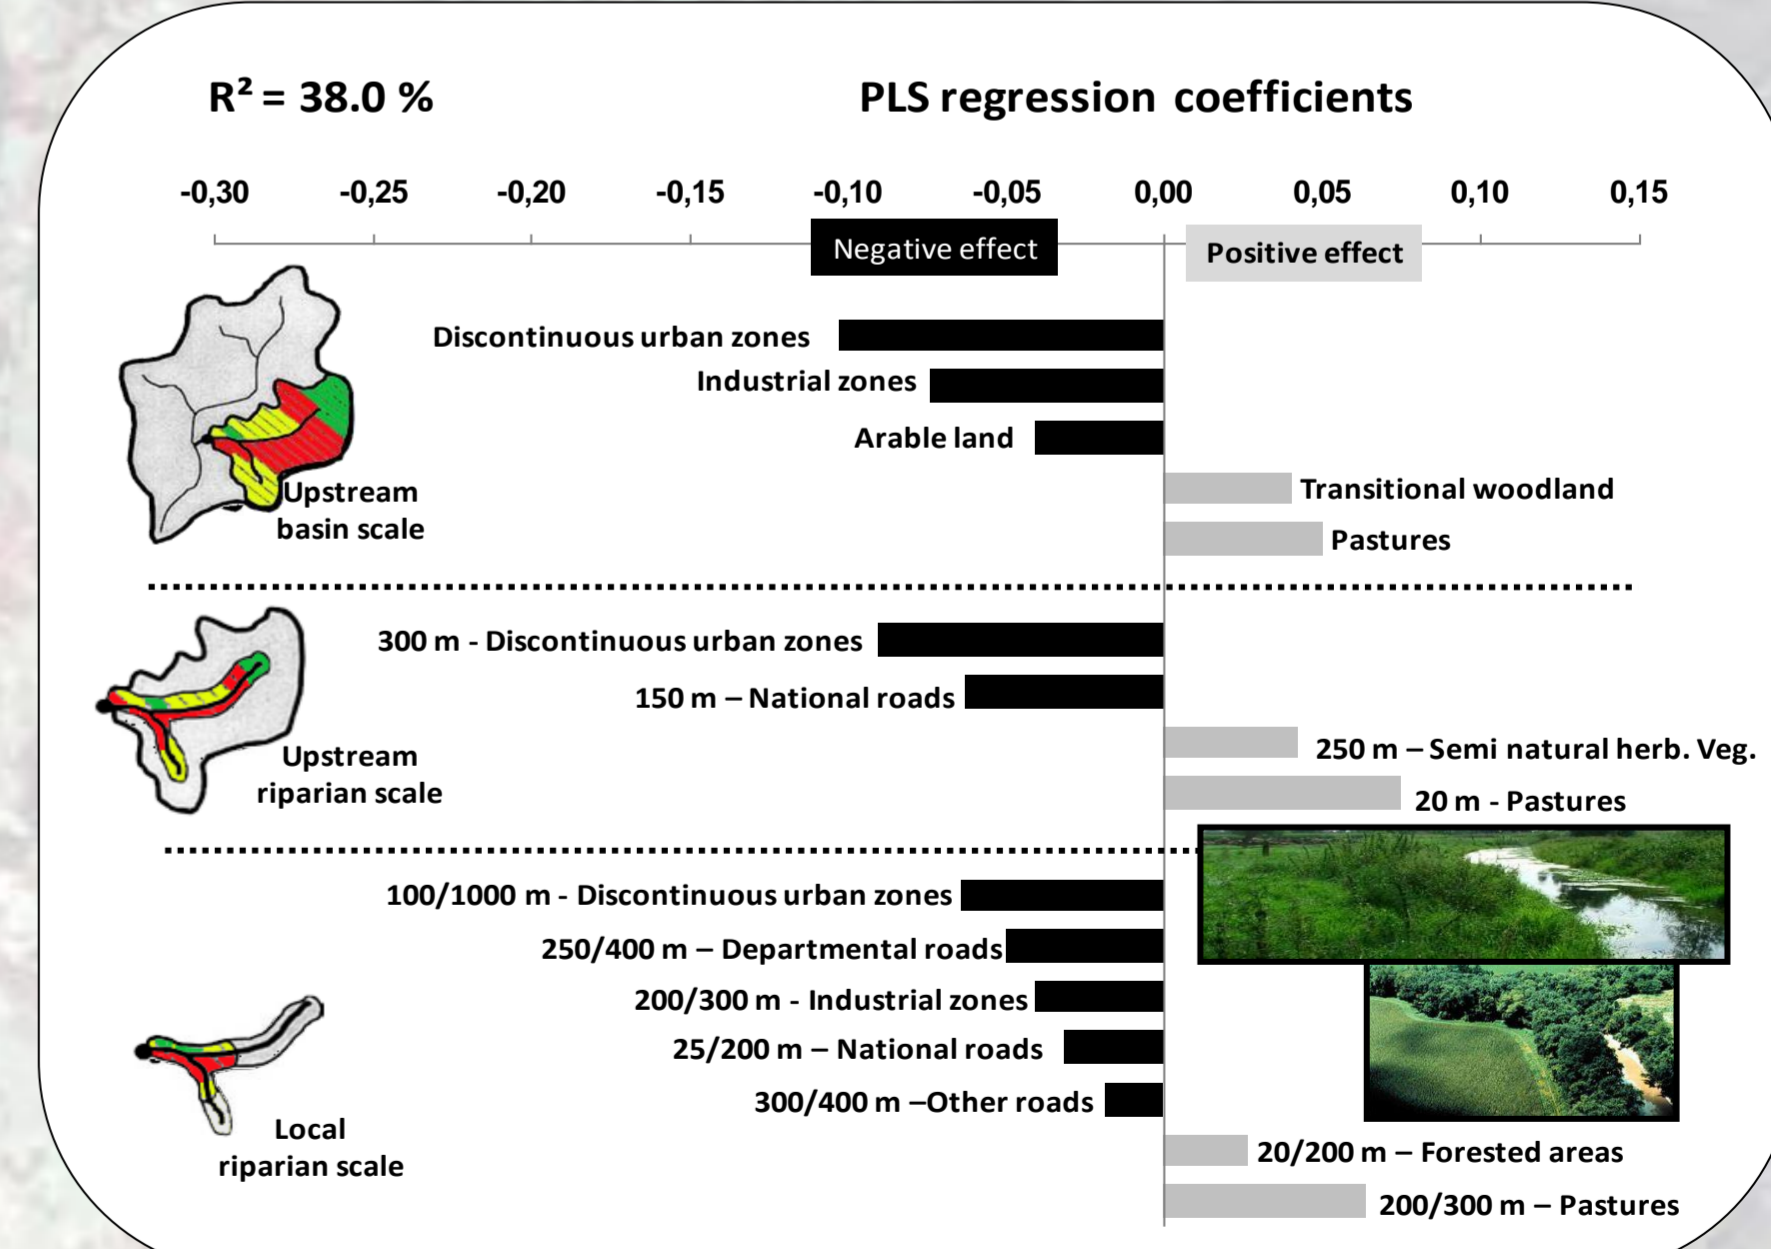 R² = 38.0 %
PLS regression coefficients
-0,30 -0,25 -0,20 -0,15 -0,10 -0,05 0,00 0,05 0,10 0,15
Negative effect
Positive effect
Discontinuous urban zones
Industrial zones
Arable land
Transitional woodland
Pastures
Upstream
basin scale
300 m - Discontinuous urban zones
150 m – National roads
250 m – Semi natural herb. Veg.
20 m - Pastures
Upstream
riparian scale
100/1000 m - Discontinuous urban zones
250/400 m – Departmental roads
200/300 m - Industrial zones
25/200 m – National roads
300/400 m –Other roads
20/200 m – Forested areas
200/300 m – Pastures
Local
riparian scale